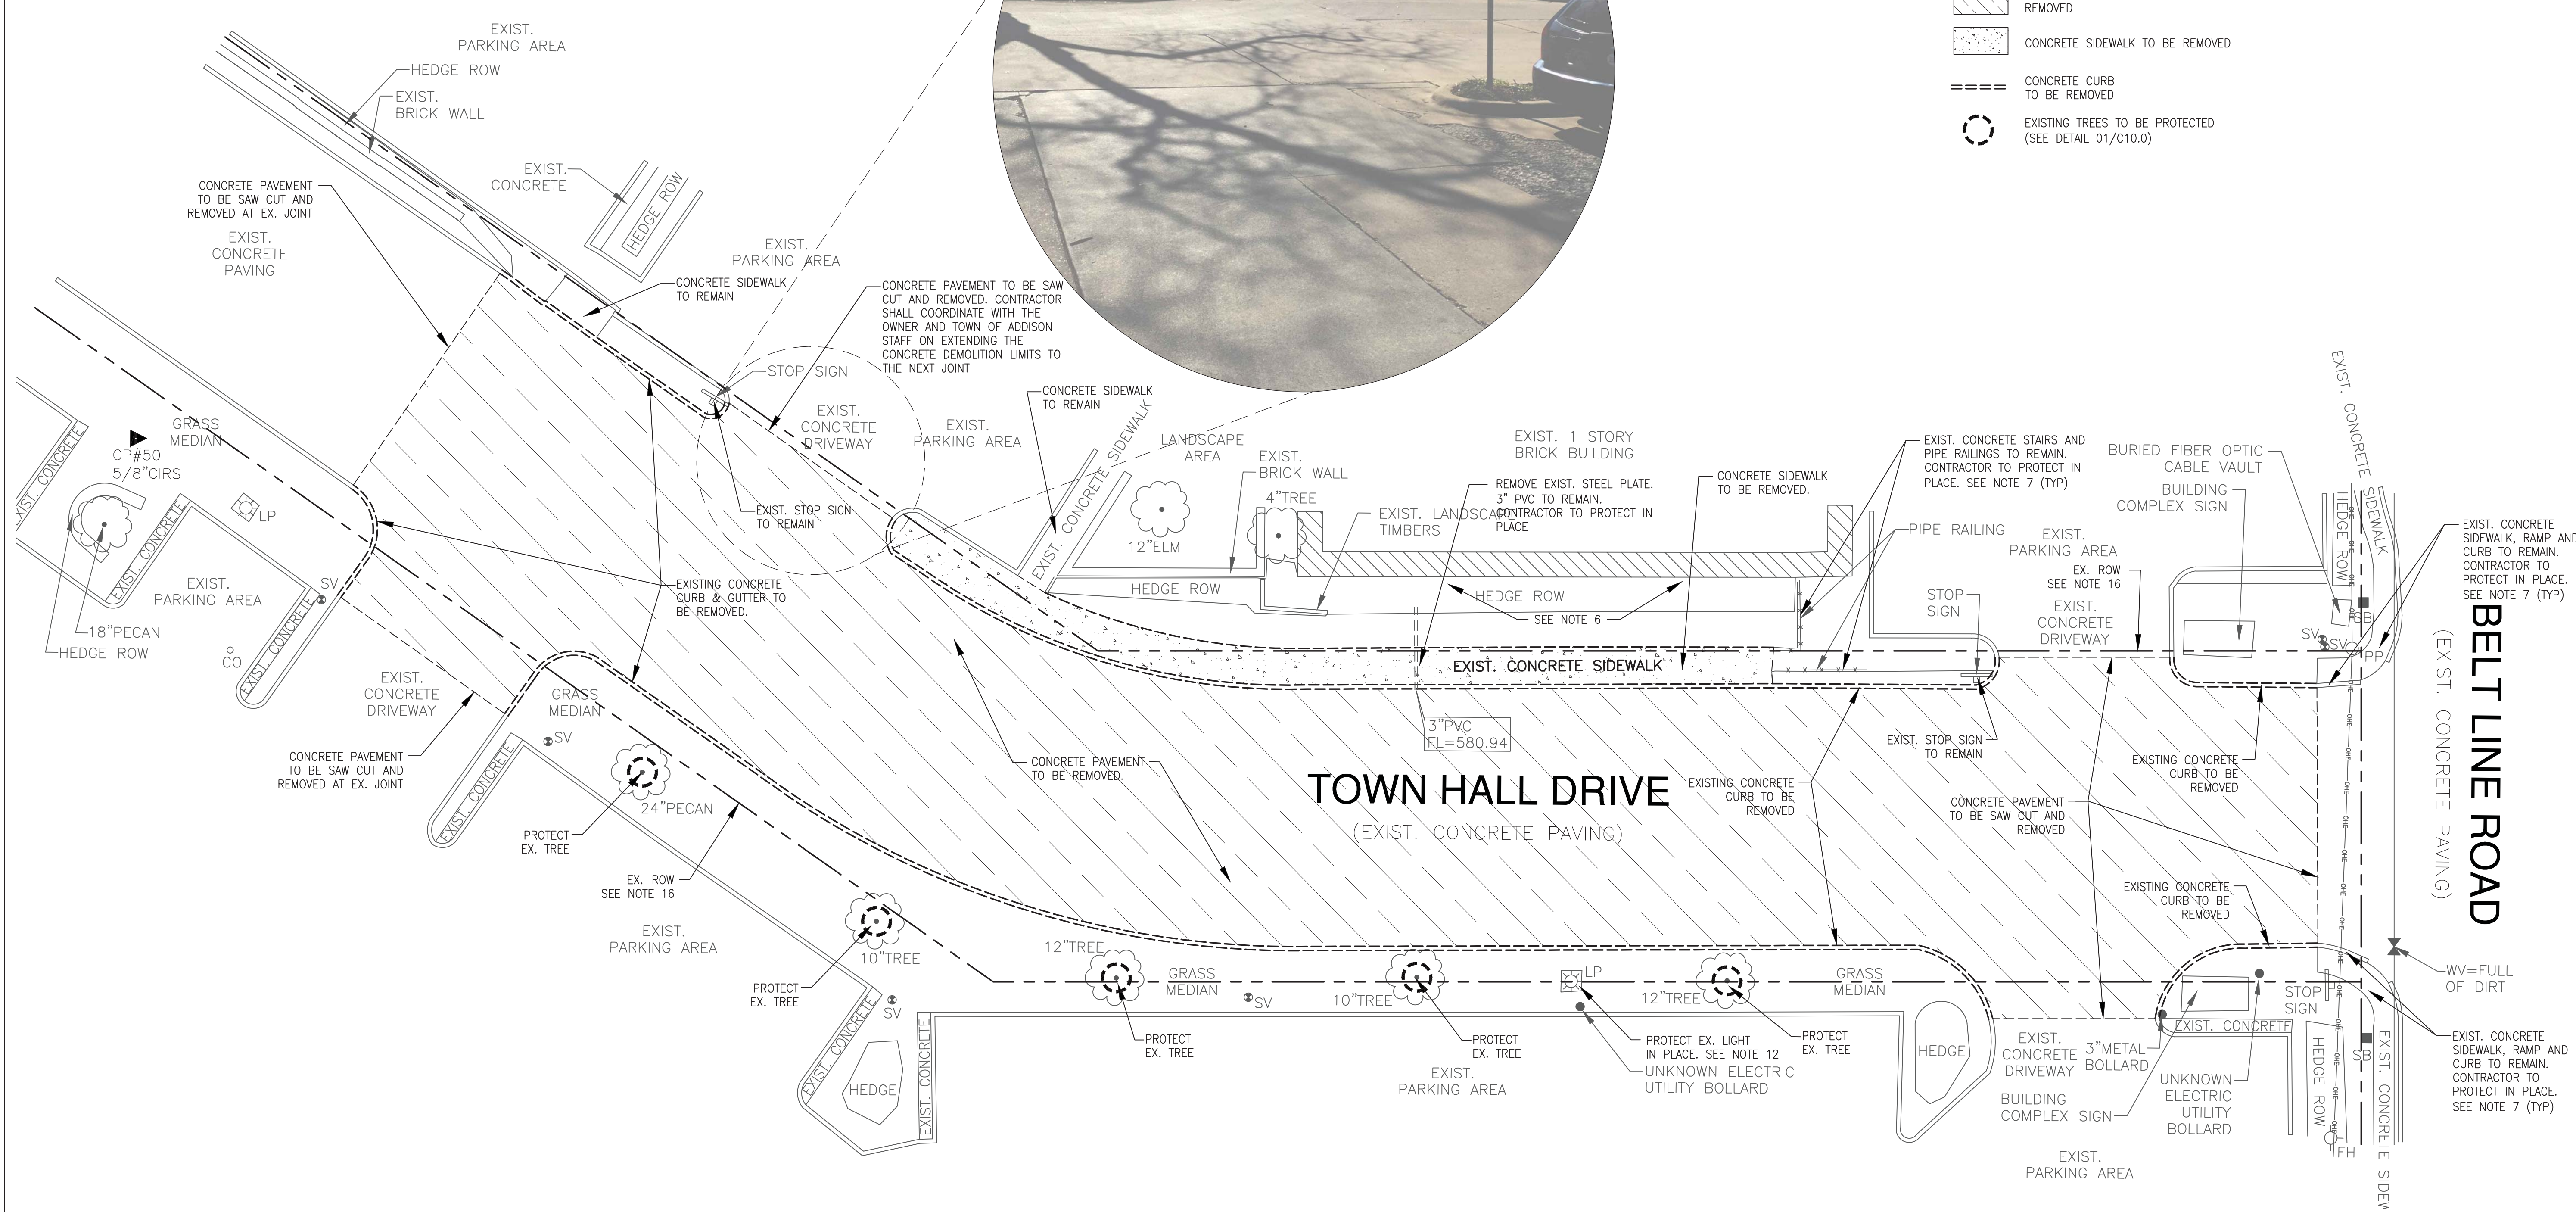 REMOVED
CONCRETE SIDEWALK TO BE REMOVED
CONCRETE CURB
TO BE REMOVED
EXISTING TREES TO BE PROTECTED
(SEE DETAIL 01/C10.0)
EXIST.
PARKING AREA
HEDGE ROW
EXIST.
BRICK WALL
EXIST.
CONCRETE
HEDGE ROW
CONCRETE PAVEMENT
TO BE SAW CUT AND
REMOVED AT EX. JOINT
EXIST.
CONCRETE
PAVING
EXIST.
PARKING AREA
CONCRETE SIDEWALK
TO REMAIN
CONCRETE PAVEMENT TO BE SAW
CUT AND REMOVED. CONTRACTOR
SHALL COORDINATE WITH THE
OWNER AND TOWN OF ADDISON
STAFF ON EXTENDING THE
CONCRETE DEMOLITION LIMITS TO
THE NEXT JOINT
STOP SIGN
EXIST.
CONCRETE
DRIVEWAY
EXIST.
PARKING AREA
CONCRETE SIDEWALK
TO REMAIN
EXIST. CONCRETE SIDEWALK
LANDSCAPE
AREA
EXIST.
BRICK WALL
4"TREE
12"ELM
HEDGE ROW
EXIST. LANDSCAPE
TIMBERS
EXIST. 1 STORY
BRICK BUILDING
REMOVE EXIST. STEEL PLATE.
3" PVC TO REMAIN.
CONTRACTOR TO PROTECT IN
PLACE
CONCRETE SIDEWALK
TO BE REMOVED.
EXIST. CONCRETE STAIRS AND
PIPE RAILINGS TO REMAIN.
CONTRACTOR TO PROTECT IN
PLACE. SEE NOTE 7 (TYP)
PIPE RAILING
HEDGE ROW
SEE NOTE 6
EXIST. CONCRETE SIDEWALK
3"PVC
FL=580.94
STOP
SIGN
EXIST.
PARKING AREA
EX. ROW
SEE NOTE 16
EXIST.
CONCRETE
DRIVEWAY
BURIED FIBER OPTIC
CABLE VAULT
BUILDING
COMPLEX SIGN
HEDGE ROW
EXIST. CONCRETE SIDEWALK
SB
SV
SV
PP
EXIST. CONCRETE
SIDEWALK, RAMP AND
CURB TO REMAIN.
CONTRACTOR TO
PROTECT IN PLACE.
SEE NOTE 7 (TYP)
BELT LINE ROAD
(EXIST. CONCRETE PAVING)
OHE
OHE
OHE
OHE
OHE
OHE
OHE
OHE
OHE
OHE
GRASS
MEDIAN
CP#50
5/8"CIRS
EXIST. CONCRETE
EXIST. CONCRETE
LP
SV
EXIST.
PARKING AREA
18"PECAN
HEDGE ROW
CO
EXIST. CONCRETE
EXIST. STOP SIGN
TO REMAIN
EXISTING CONCRETE
CURB & GUTTER TO
BE REMOVED.
EXIST.
CONCRETE
DRIVEWAY
GRASS
MEDIAN
CONCRETE PAVEMENT
TO BE SAW CUT AND
REMOVED AT EX. JOINT
SV
EXIST. CONCRETE
24"PECAN
PROTECT
EX. TREE
EX. ROW
SEE NOTE 16
EXIST.
PARKING AREA
CONCRETE PAVEMENT
TO BE REMOVED.
TOWN HALL DRIVE
(EXIST. CONCRETE PAVING)
EXIST. STOP SIGN
TO REMAIN
EXISTING CONCRETE
CURB TO BE
REMOVED
EXISTING CONCRETE
CURB TO BE
REMOVED
CONCRETE PAVEMENT
TO BE SAW CUT AND
REMOVED
EXISTING CONCRETE
CURB TO BE
REMOVED
10"TREE
PROTECT
EX. TREE
SV
EXIST. CONCRETE
HEDGE
EXIST. CONCRETE
12"TREE
GRASS
MEDIAN
SV
PROTECT
EX. TREE
10"TREE
PROTECT
EX. TREE
LP
PROTECT EX. LIGHT
IN PLACE. SEE NOTE 12
UNKNOWN ELECTRIC
UTILITY BOLLARD
12"TREE
PROTECT
EX. TREE
GRASS
MEDIAN
EXIST.
PARKING AREA
HEDGE
EXIST.
CONCRETE
DRIVEWAY
3"METAL
BOLLARD
BUILDING
COMPLEX SIGN
EXIST. CONCRETE
UNKNOWN
ELECTRIC
UTILITY
BOLLARD
STOP
SIGN
SB
HEDGE ROW
FH
EXIST. CONCRETE SIDEW
WV=FULL
OF DIRT
EXIST. CONCRETE
SIDEWALK, RAMP AND
CURB TO REMAIN.
CONTRACTOR TO
PROTECT IN PLACE.
SEE NOTE 7 (TYP)
EXIST.
PARKING AREA